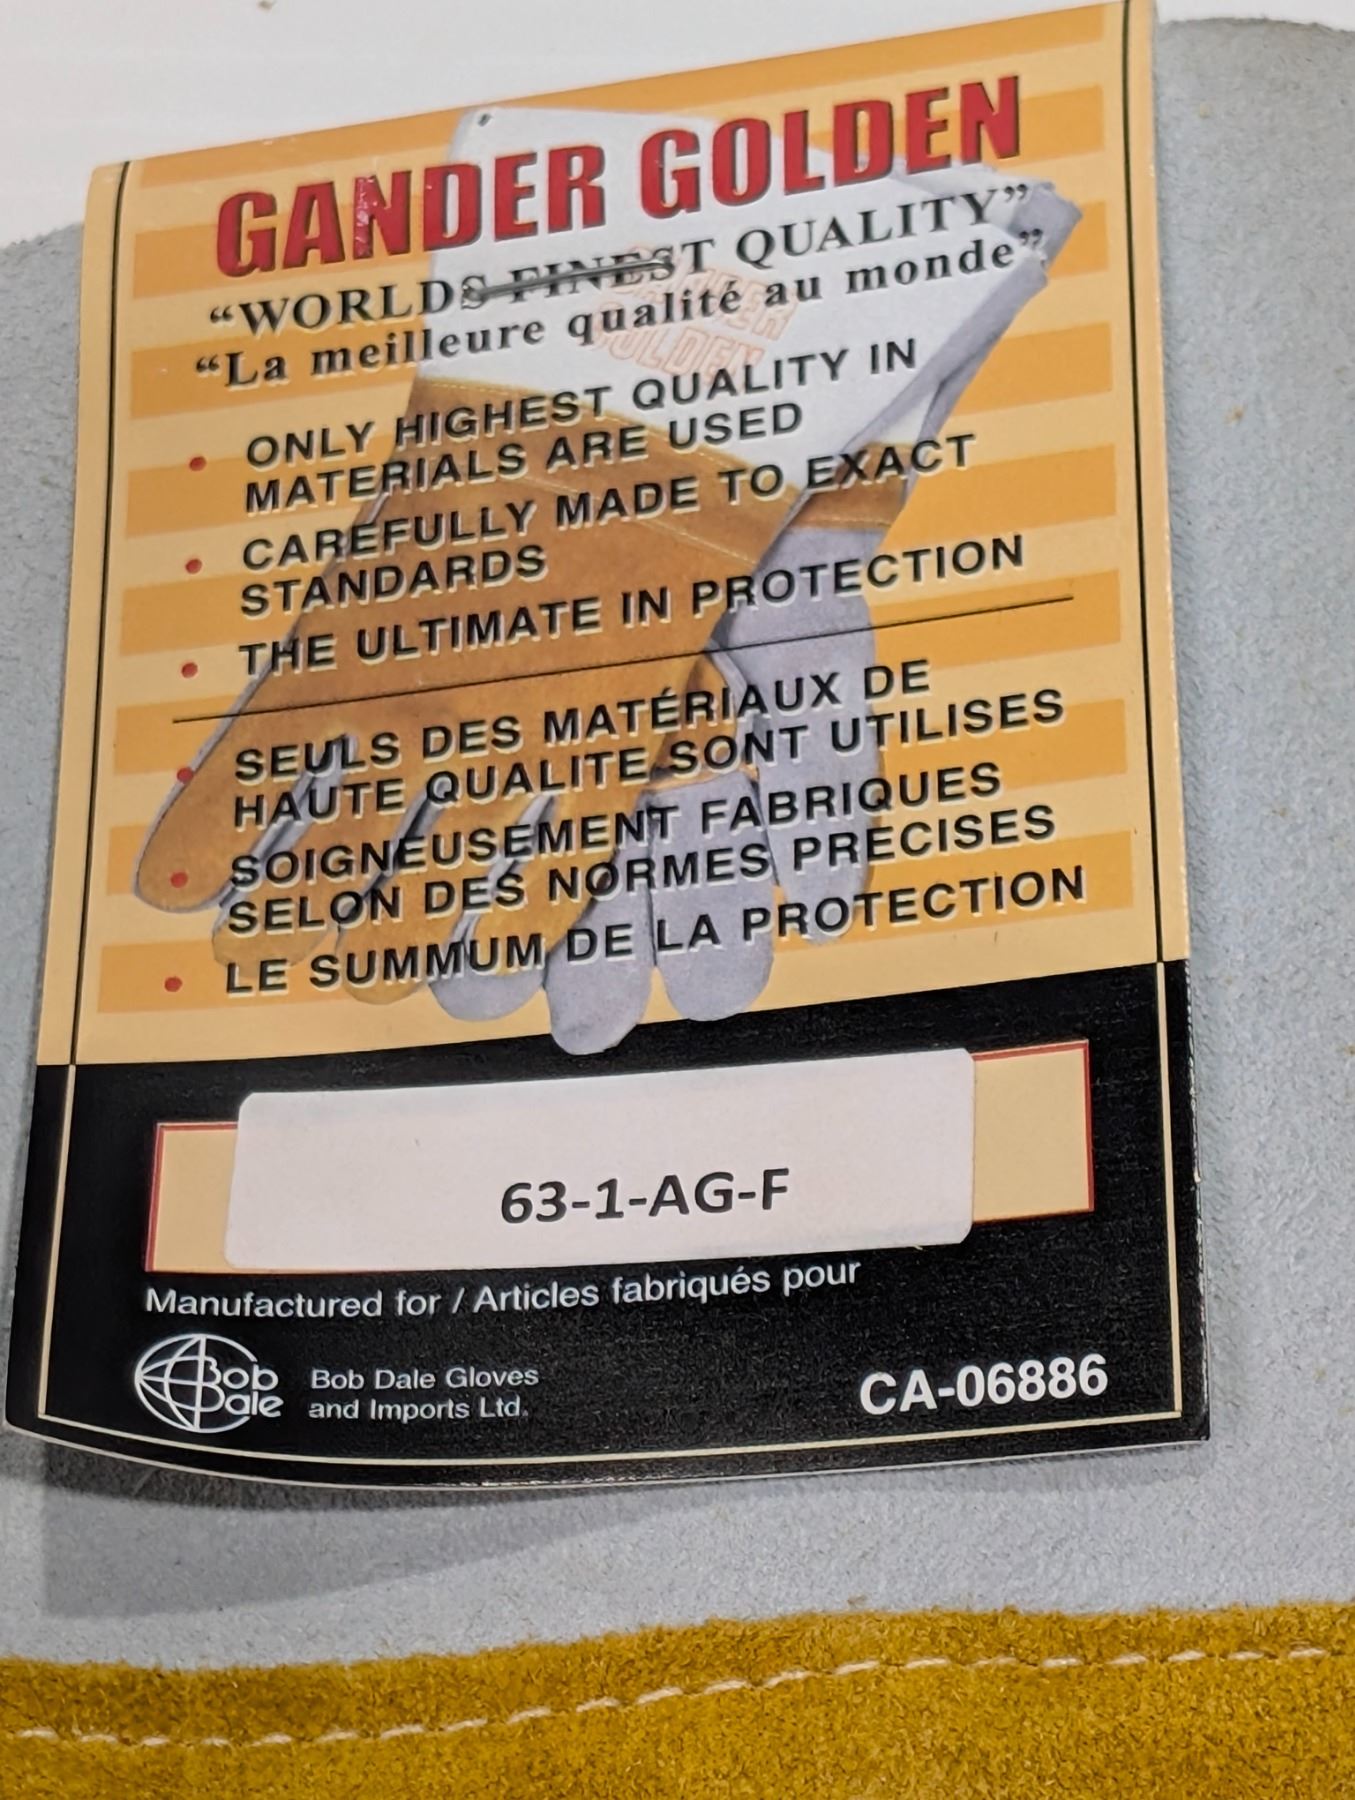 GANDER GOLDEN
“WORLDS FINEST QUALITY”
“La meilleure qualité au monde”
• ONLY HIGHEST QUALITY IN
MATERIALS ARE USED
• CAREFULLY MADE TO EXACT
STANDARDS
• THE ULTIMATE IN PROTECTION
• SEULS DES MATÉRIAUX DE
HAUTE QUALITE SONT UTILISES
• SOIGNEUSEMENT FABRIQUES
SELON DES NORMES PRECISES
• LE SUMMUM DE LA PROTECTION
GANDER
GOLDEN
63-1-AG-F
Manufactured for / Articles fabriqués pour
Bob
Dale
Bob Dale Gloves
and Imports Ltd.
CA-06886